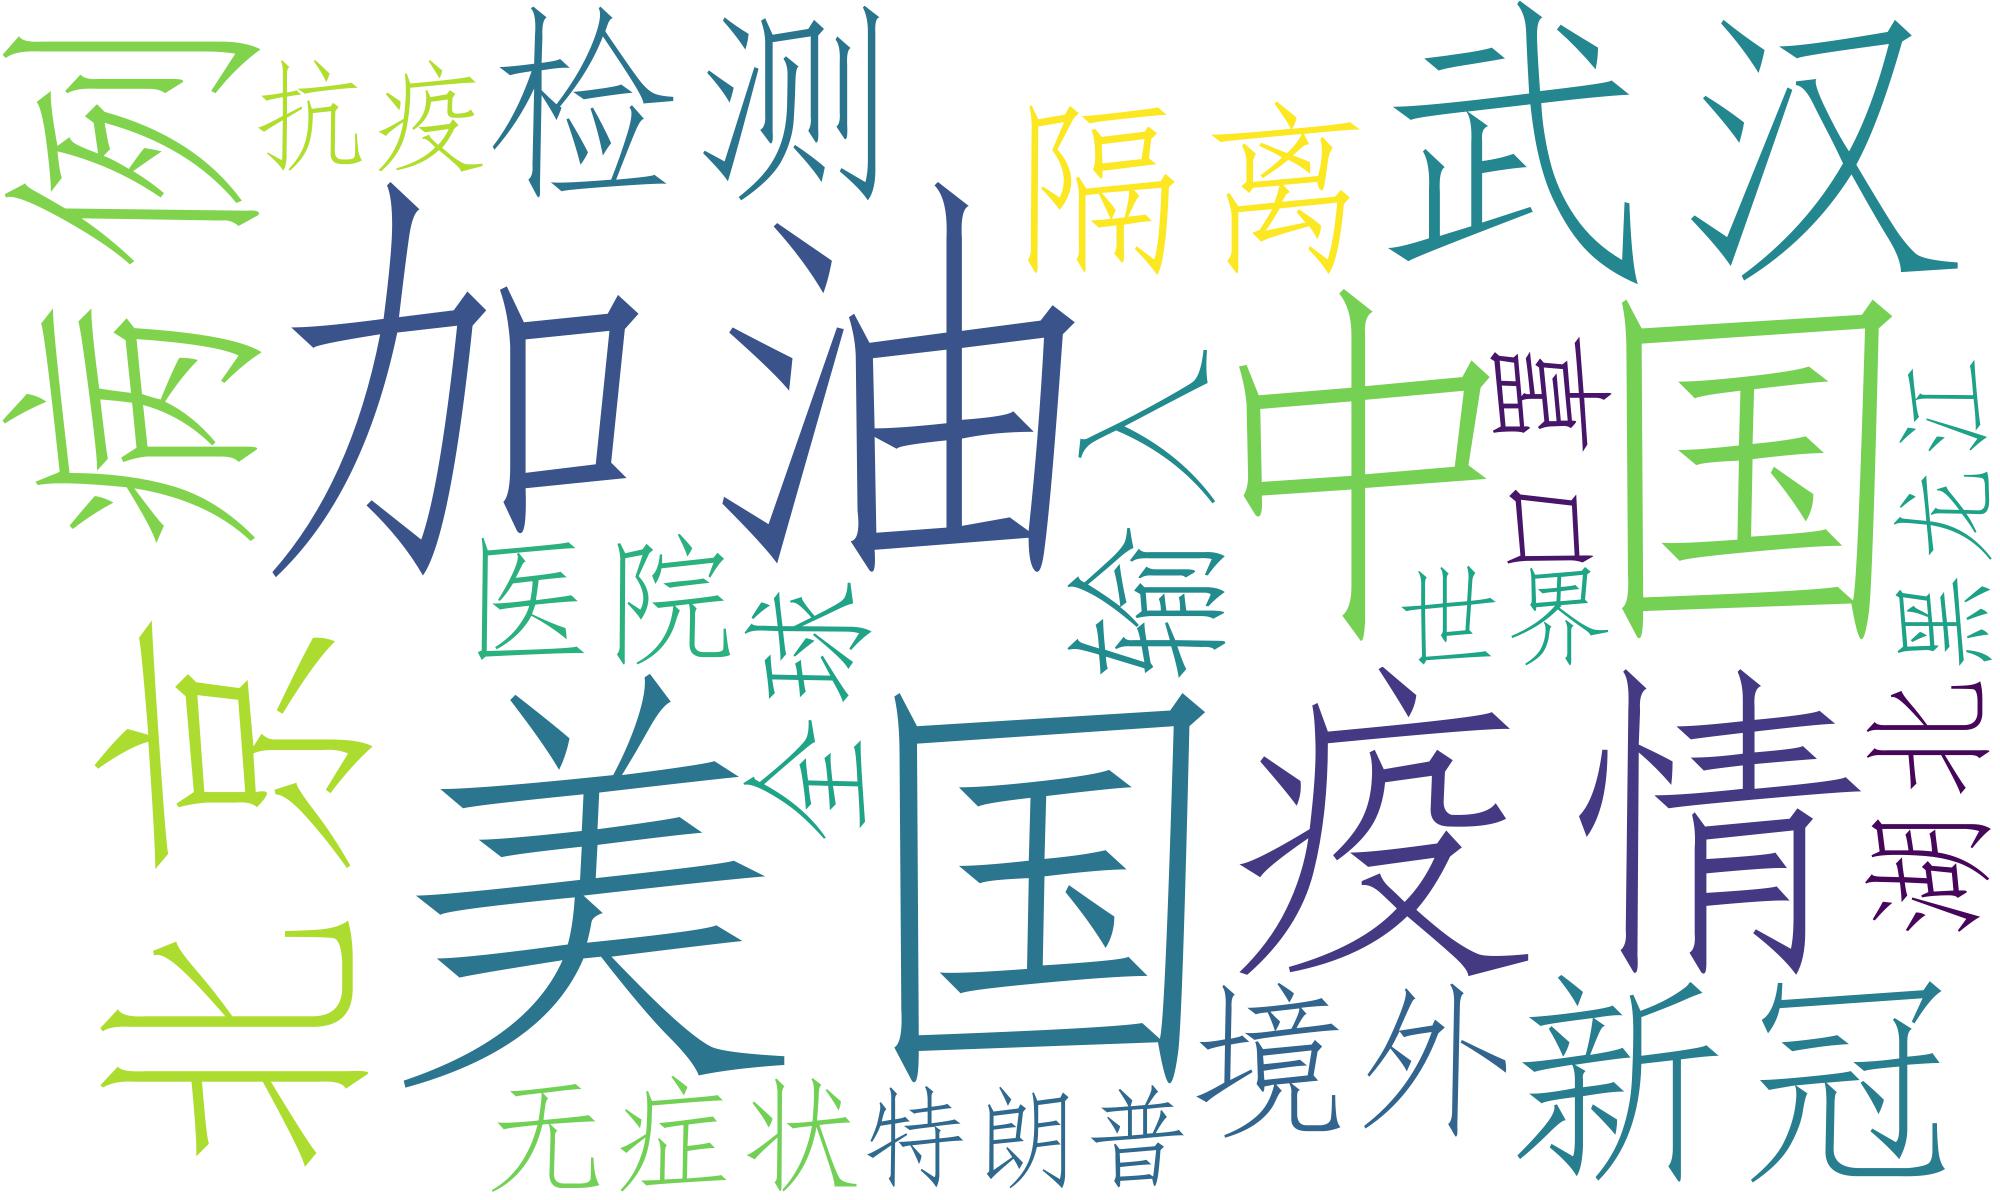 病例
抗疫
检测
隔离
武汉
加油
中国
口罩
黑龙江
输入
医院
全球
世界
北京
美国
疫情
湖北
境外
新冠
无症状
特朗普